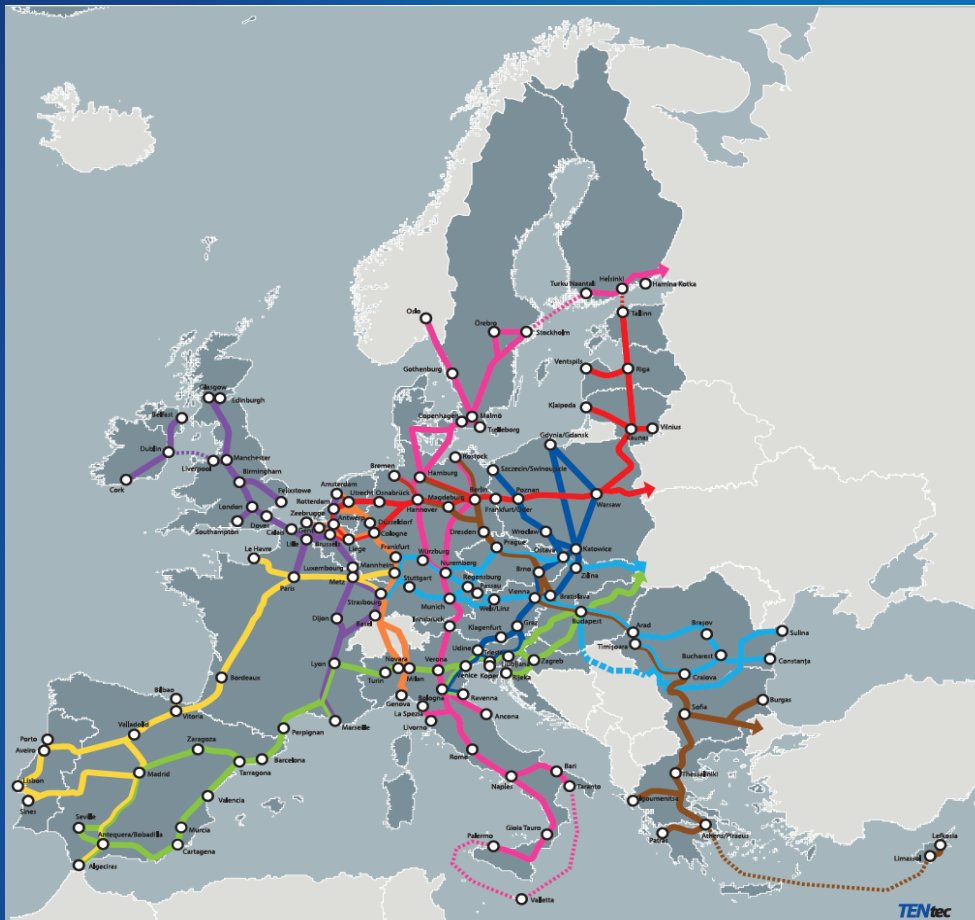 Helsinki
Turku Naantali
Hamina Kotka
Oslo
Örebro
Stockholm
Tallinn
Gothenburg
Ventspils
Riga
Glasgow
Edinburgh
Klaipeda
Belfast
Copenhagen
Malmö
Trelleborg
Kaunas
Vilnius
Dublin
Gdynia/Gdansk
Liverpool
Manchester
Rostock
Cork
Birmingham
Bremen
Hamburg
Szczecin/Swinoujscie
Felixstowe
Amsterdam
Utrecht
Osnabrück
Berlin
Poznan
London
Rotterdam
Magdeburg
Hannover
Frankfurt/Oder
Warsaw
Southampton
Dover
Zeebrugge
Antwerp
Düsseldorf
Calais
Cologne
Dresden
Wroclaw
Lille
Brussels
Liège
Prague
Ostrava
Katowice
Le Havre
Frankfurt
Würzburg
Luxembourg
Mannheim
Nuremberg
Brno
Žilina
Paris
Metz
Stuttgart
Regensburg
Passau
Strasbourg
Munich
Wels/Linz
Vienna
Bratislava
Dijon
Basel
Innsbruck
Klagenfurt
Graz
Budapest
Arad
Brașov
Sulina
Timișoara
Udine
Lyon
Novara
Verona
Trieste
Ljubljana
Zagreb
Bucharest
Constanța
Turin
Milan
Venice
Koper
Rijeka
Craiova
Bordeaux
Genova
Bologna
Ravenna
Bilbao
Vitoria
La Spezia
Ancona
Sofia
Burgas
Marseille
Livorno
Valladolid
Perpignan
Porto
Zaragoza
Aveiro
Barcelona
Rome
Madrid
Tarragona
Bari
Thessaloniki
Lisbon
Naples
Taranto
Sines
Valencia
Igoumenitsa
Seville
Murcia
Gioia Tauro
Patras
Athens/Piraeus
Antequera/Bobadilla
Palermo
Cartagena
Lefkosia
Algeciras
Limassol
Valletta
TENtec